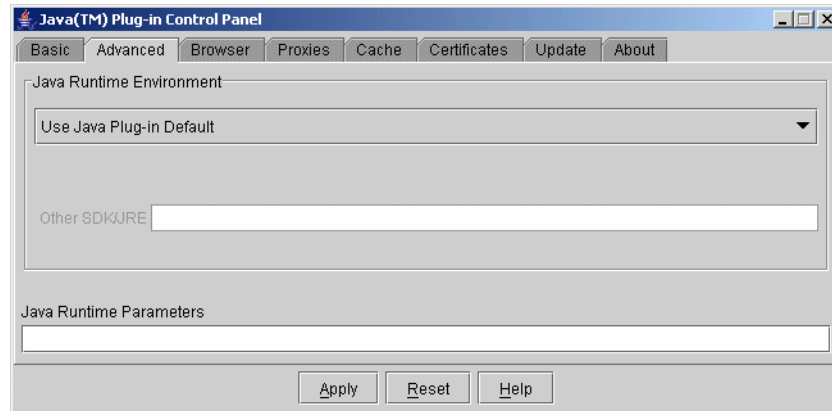 Java(TM) Plug-in Control Panel
Basic Advanced Browser Proxies Cache Certificates Update About
Java Runtime Environment
Use Java Plug-in Default
Other SDK/JRE
Java Runtime Parameters
Apply Reset Help